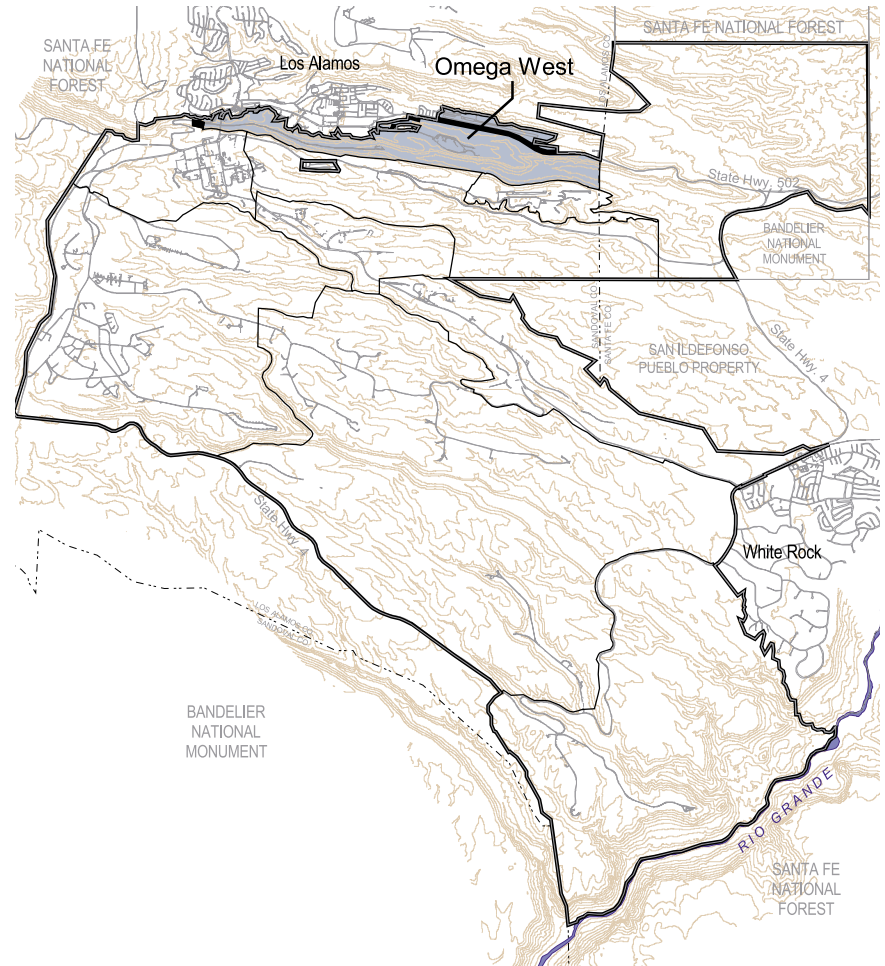 SANTA FE NATIONAL FOREST
SANTA FE
NATIONAL
FOREST
Los Alamos
Omega West
State Hwy. 502
BANDELIER
NATIONAL
MONUMENT
SANDOVAL CO.
SANTA FE CO.
SAN ILDEFONSO
PUEBLO PROPERTY
State Hwy. 4
State Hwy. 4
White Rock
LOS ALAMOS CO.
SANDOVAL CO.
BANDELIER
NATIONAL
MONUMENT
RIO GRANDE
SANTA FE
NATIONAL
FOREST